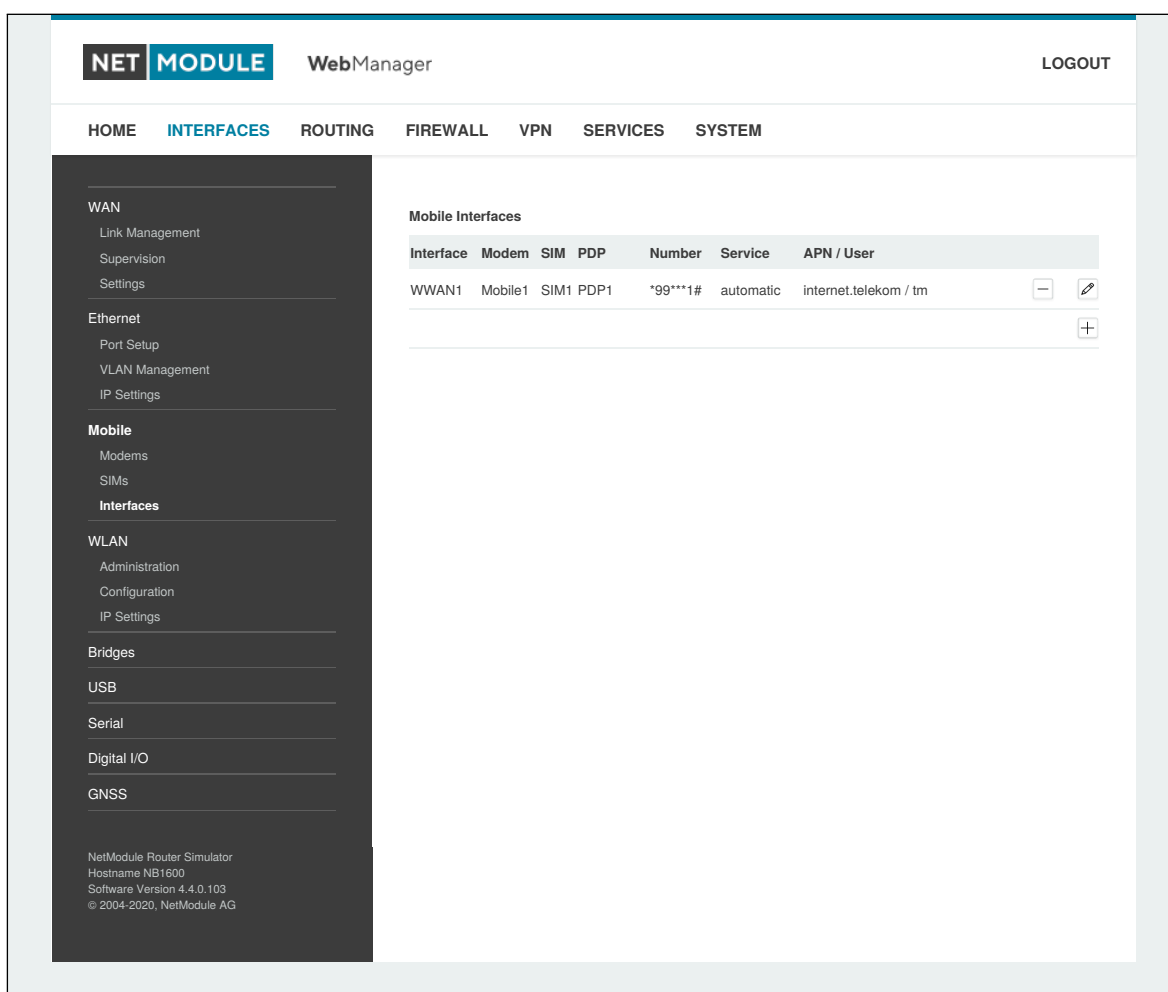 NET MODULE WebManager LOGOUT
HOME INTERFACES ROUTING FIREWALL VPN SERVICES SYSTEM
WAN
Link Management
Supervision
Settings
Ethernet
Port Setup
VLAN Management
IP Settings
Mobile
Modems
SIMs
Interfaces
WLAN
Administration
Configuration
IP Settings
Bridges
USB
Serial
Digital I/O
GNSS
NetModule Router Simulator
Hostname NB1600
Software Version 4.4.0.103
© 2004-2020, NetModule AG
Mobile Interfaces
Interface Modem SIM PDP Number Service APN / User
WWAN1 Mobile1 SIM1 PDP1 *99***1# automatic internet.telekom / tm